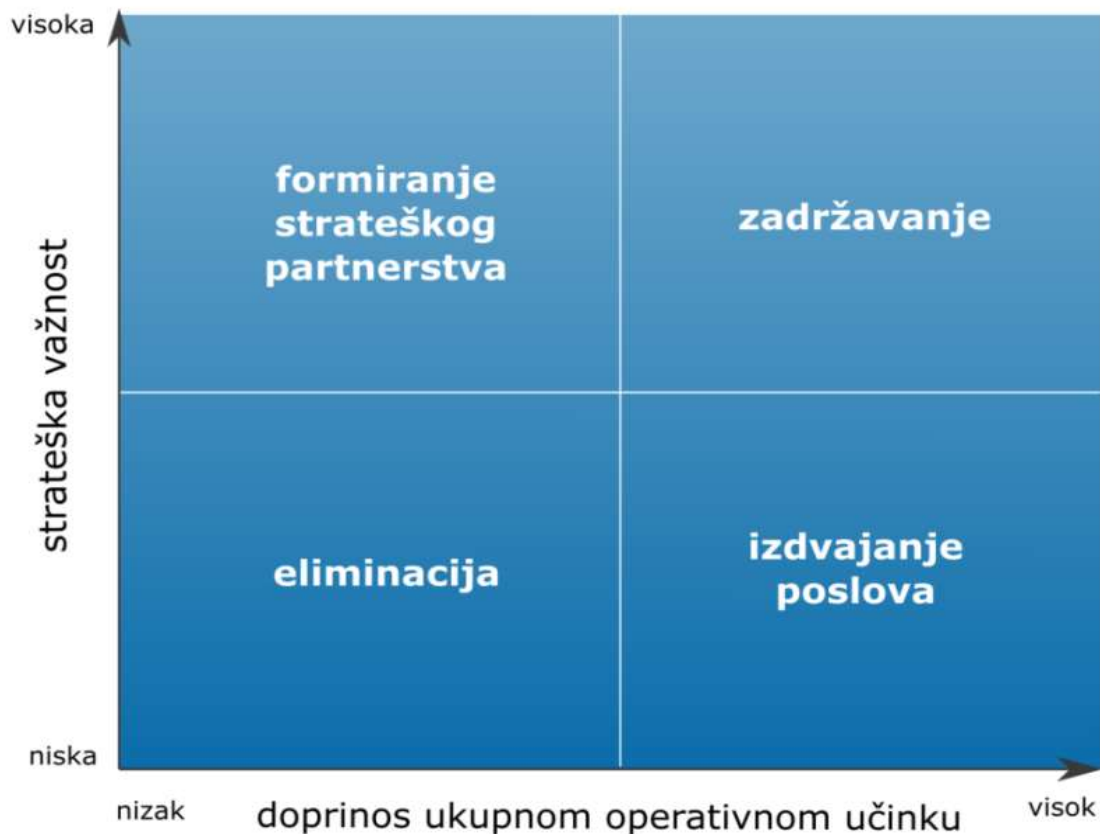 visoka
formiranje
strateškog
partnerstva
zadržavanje
strateška važnost
eliminacija
izdvajanje
poslova
niska
nizak
doprinos ukupnom operativnom učinku
visok